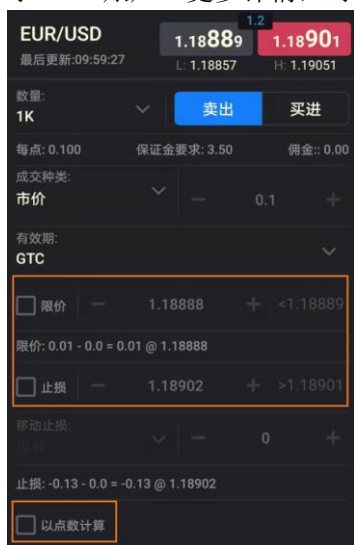 EUR/USD
最后更新:09:59:27
1.18889
1.2
1.18901
L: 1.18857
H: 1.19051
数量:
1K
卖出
买进
每点: 0.100
保证金要求: 3.50
佣金:: 0.00
成交种类:
市价
0.1
有效期:
GTC
限价
1.18888
<1.18889
限价: 0.01 - 0.0 = 0.01 @ 1.18888
止损
1.18902
>1.18901
移动止损:
0
止损: -0.13 - 0.0 = -0.13 @ 1.18902
以点数计算